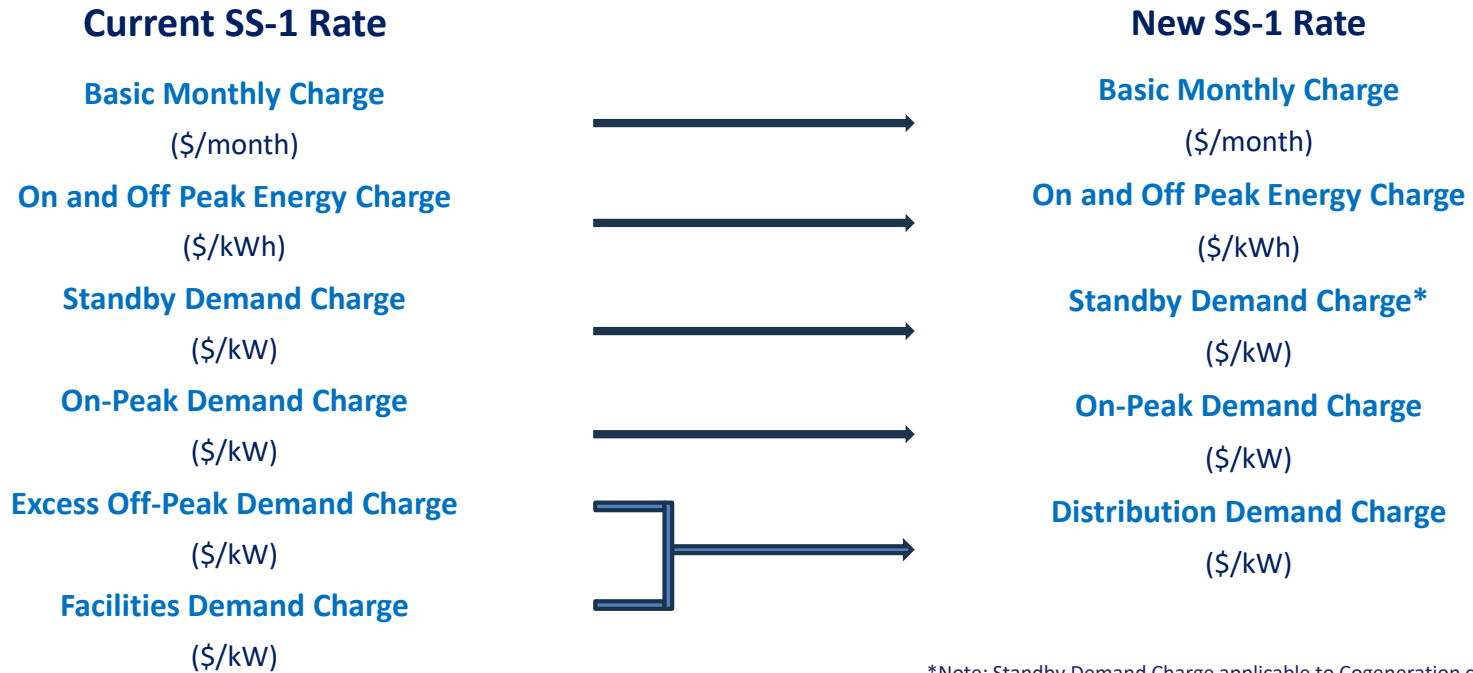 Current SS-1 Rate
Basic Monthly Charge
($/month)
On and Off Peak Energy Charge
($/kWh)
Standby Demand Charge
($/kW)
On-Peak Demand Charge
($/kW)
Excess Off-Peak Demand Charge
($/kW)
Facilities Demand Charge
($/kW)
New SS-1 Rate
Basic Monthly Charge
($/month)
On and Off Peak Energy Charge
($/kWh)
Standby Demand Charge*
($/kW)
On-Peak Demand Charge
($/kW)
Distribution Demand Charge
($/kW)
*Note: Standby Demand Charge applicable to Cogeneration